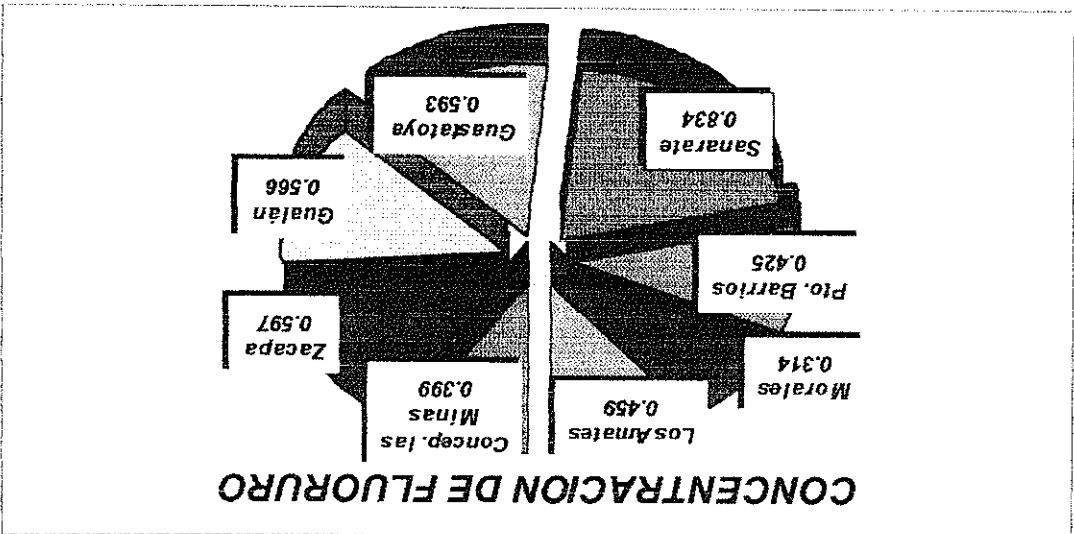 CONCENTRACION DE FLUORURO
Los Amates
0.459
Concep. las
Minas
0.399
Morales
0.314
Zacapa
0.597
Pto. Barrios
0.425
Gualán
0.566
Sanarate
0.834
Guastatoya
0.593